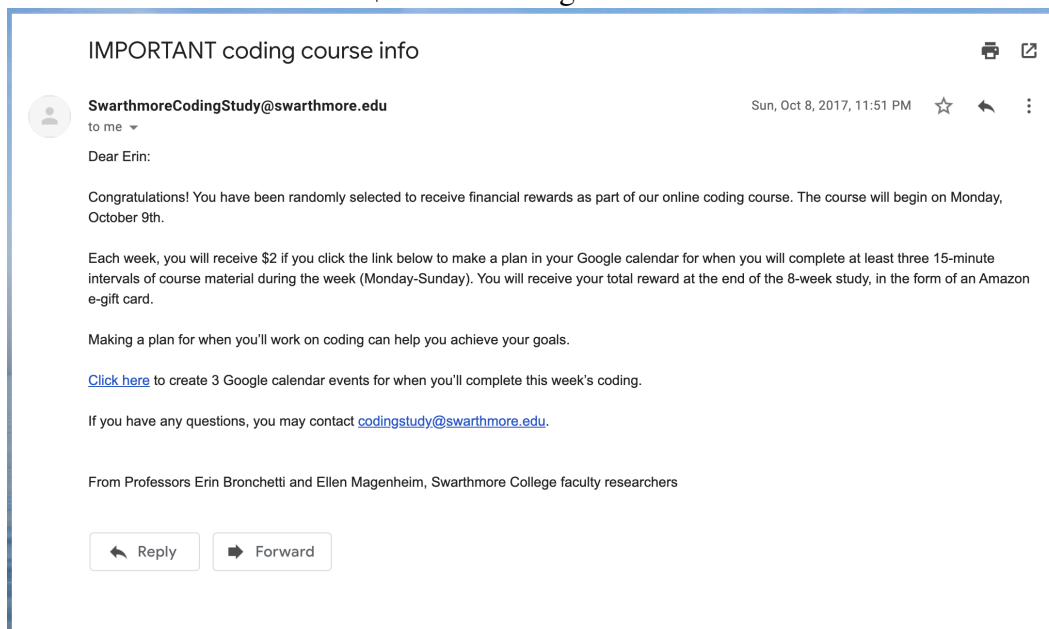 IMPORTANT coding course info
SwarthmoreCodingStudy@swarthmore.edu
Sun, Oct 8, 2017, 11:51 PM
to me
Dear Erin:
Congratulations! You have been randomly selected to receive financial rewards as part of our online coding course. The course will begin on Monday,
October 9th.
Each week, you will receive $2 if you click the link below to make a plan in your Google calendar for when you will complete at least three 15-minute
intervals of course material during the week (Monday-Sunday). You will receive your total reward at the end of the 8-week study, in the form of an Amazon
e-gift card.
Making a plan for when you'll work on coding can help you achieve your goals.
Click here to create 3 Google calendar events for when you'll complete this week's coding.
If you have any questions, you may contact codingstudy@swarthmore.edu.
From Professors Erin Bronchetti and Ellen Magenheim, Swarthmore College faculty researchers
Reply
Forward